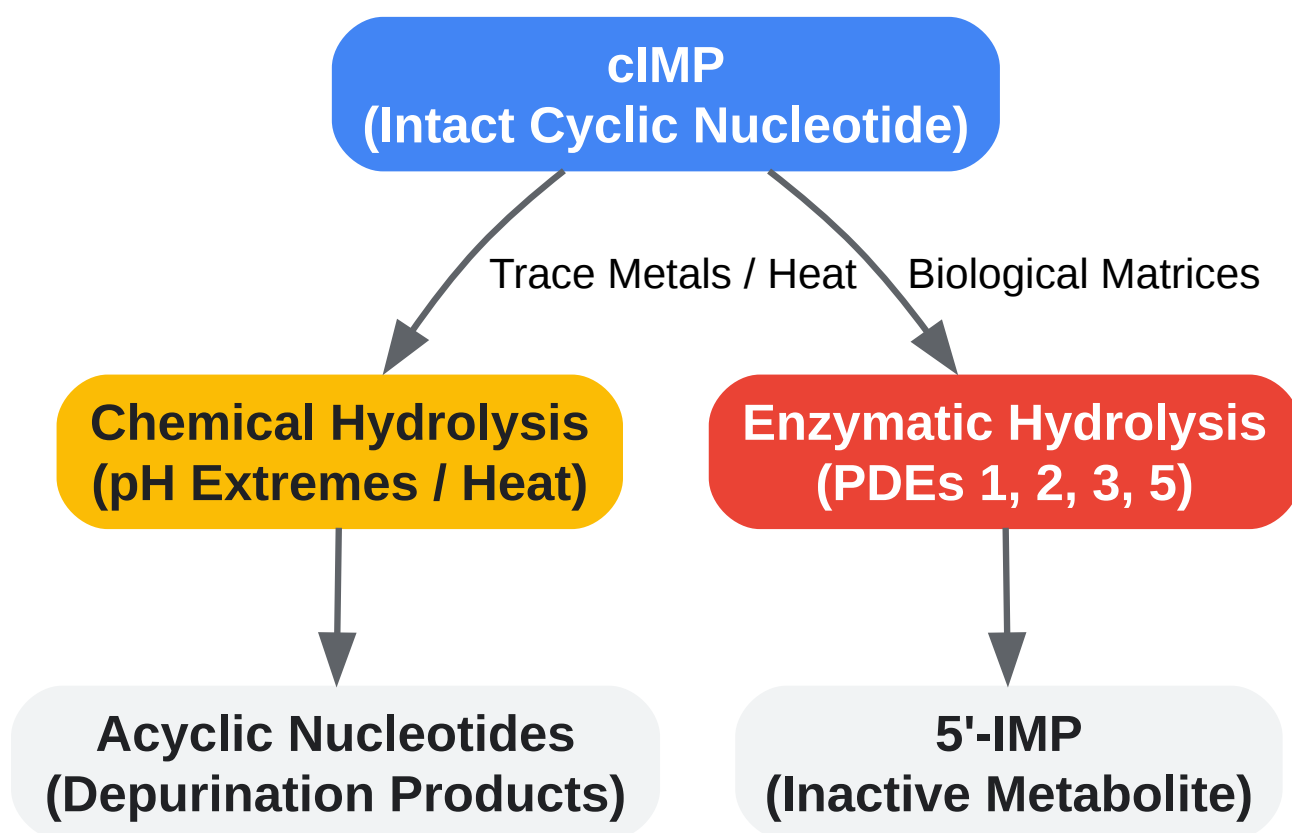 cIMP
(Intact Cyclic Nucleotide)
Trace Metals / Heat
Biological Matrices
Chemical Hydrolysis
(pH Extremes / Heat)
Enzymatic Hydrolysis
(PDEs 1, 2, 3, 5)
Acyclic Nucleotides
(Depurination Products)
5'-IMP
(Inactive Metabolite)